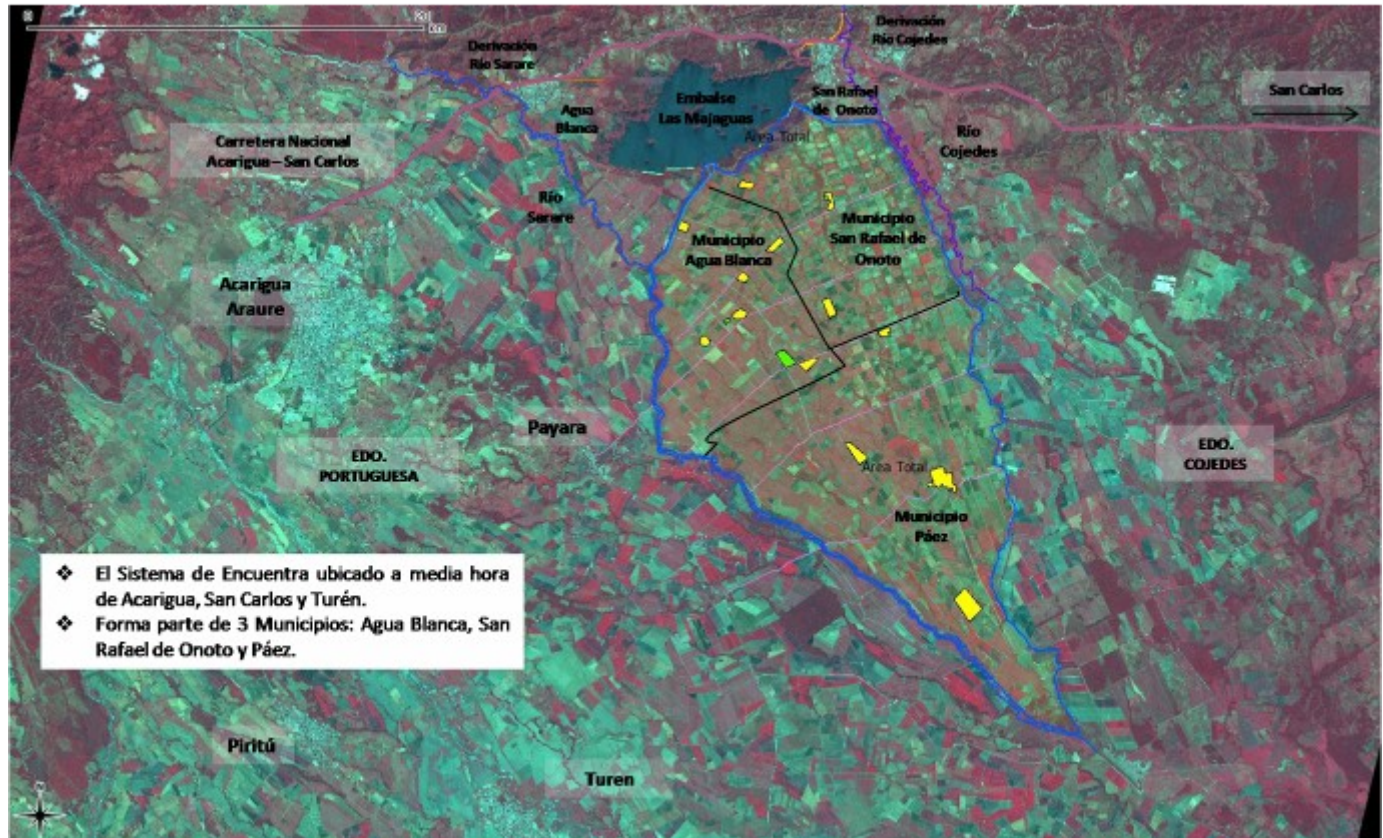 Derivación
Río Sarare
Derivación
Río Cojedes
San Carlos
Carretera Nacional
Acarigua – San Carlos
Agua
Blanca
Embalse
Las Majaguas
San Rafael
de Onoto
Área Total
Río
Cojedes
Río
Sarare
Municipio
Agua Blanca
Municipio
San Rafael de
Onoto
Acarigua
Araure
Payara
EDO.
PORTUGUESA
EDO.
COJEDES
Área Total
Municipio
Páez
❖ El Sistema de Encuentra ubicado a media hora
de Acarigua, San Carlos y Turén.
❖ Forma parte de 3 Municipios: Agua Blanca, San
Rafael de Onoto y Páez.
Piritú
Turen